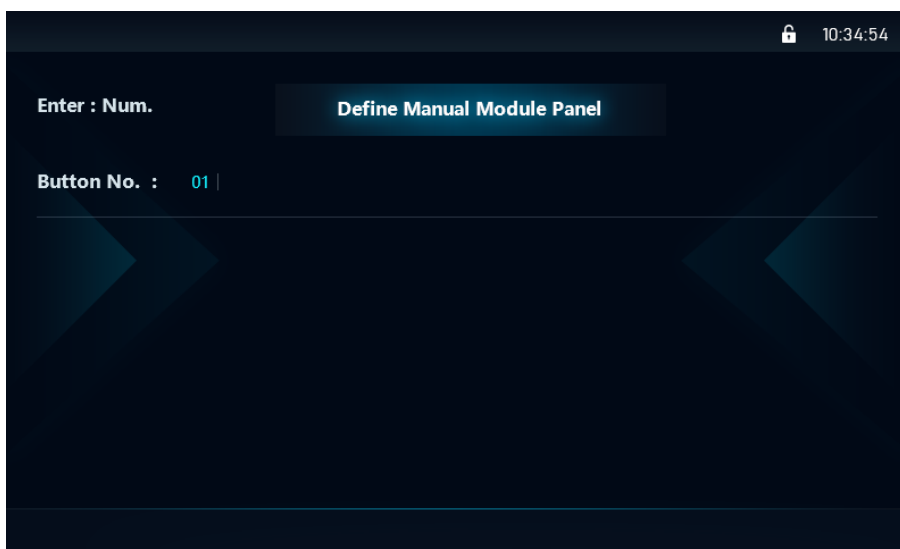 10:34:54
Enter : Num.
Define Manual Module Panel
Button No. : 01